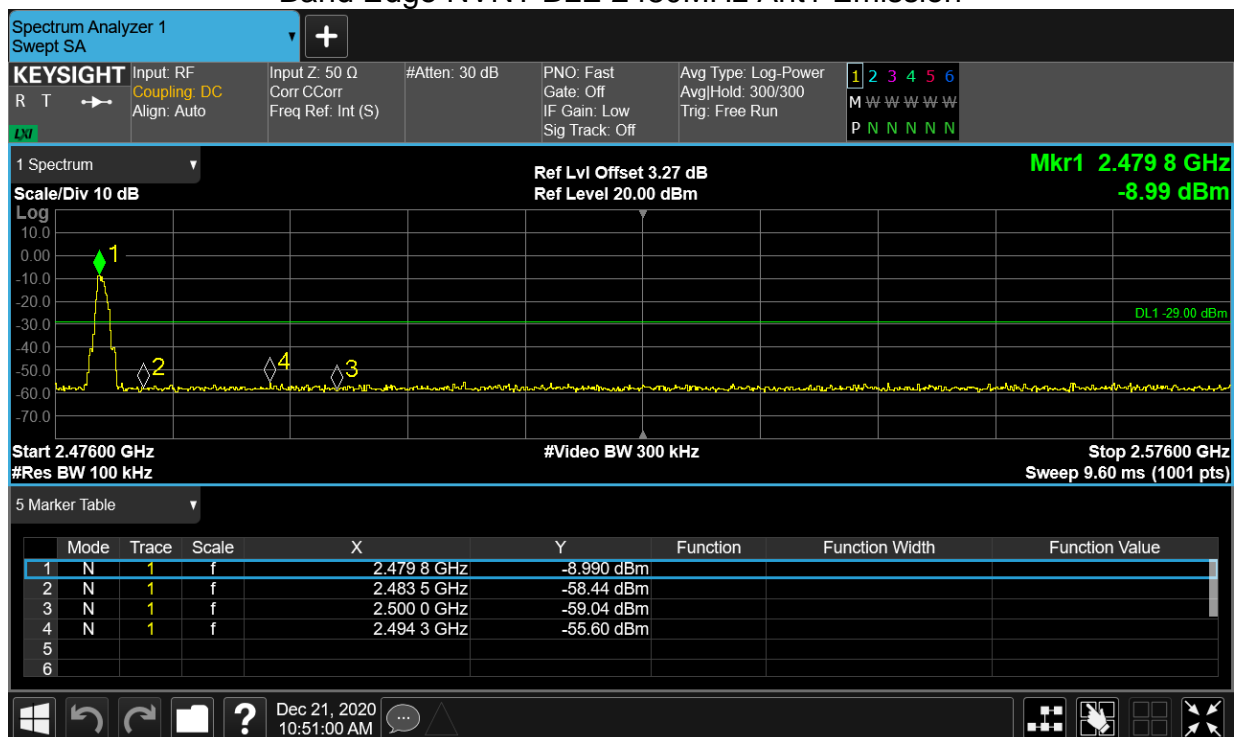 Band Edge NVNT BLE 2480MHz Ant1 Emission
Spectrum Analyzer 1
Swept SA
KEYSIGHT Input: RF Input Z: 50 Ω #Atten: 30 dB PNO: Fast Avg Type: Log-Power 1 2 3 4 5 6
R T Coupling: DC Corr CCorr Gate: Off Avg|Hold: 300/300 M W W W W W
Align: Auto Freq Ref: Int (S) IF Gain: Low Trig: Free Run
LXI Sig Track: Off P N N N N N
1 Spectrum Ref Lvl Offset 3.27 dB Mkr1 2.479 8 GHz
Scale/Div 10 dB Ref Level 20.00 dBm -8.99 dBm
Log
10.0
0.00 1
-10.0
-20.0
-30.0 DL1 -29.00 dBm
-40.0
-50.0 2 4 3
-60.0
-70.0
Start 2.47600 GHz #Video BW 300 kHz Stop 2.57600 GHz
#Res BW 100 kHz Sweep 9.60 ms (1001 pts)
5 Marker Table
Mode Trace Scale X Y Function Function Width Function Value
1 N 1 f 2.479 8 GHz -8.990 dBm
2 N 1 f 2.483 5 GHz -58.44 dBm
3 N 1 f 2.500 0 GHz -59.04 dBm
4 N 1 f 2.494 3 GHz -55.60 dBm
5
6
? Dec 21, 2020
10:51:00 AM